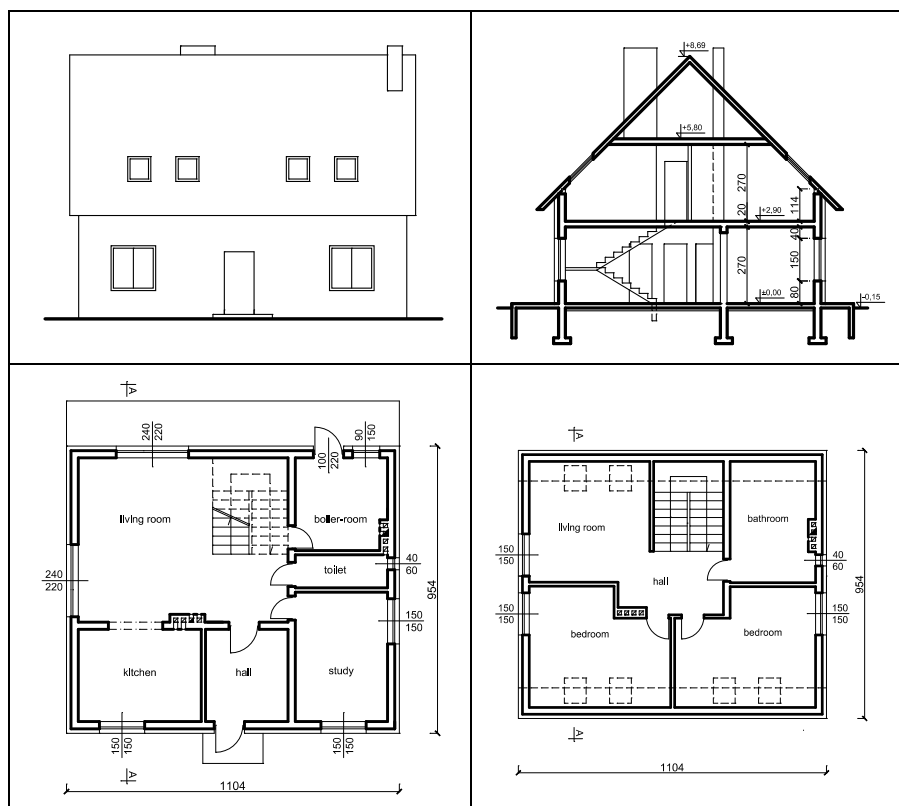 +8,69
+5,80
270
114
20
+2,90
40
270
150
±0,00
80
-0,15
A
240
220
90
150
100
220
living room
boiler-room
toilet
40
60
240
220
954
150
150
kitchen
hall
study
150
150
150
150
A
1104
A
living room
bathroom
150
150
40
60
hall
954
150
150
150
150
bedroom
bedroom
A
1104